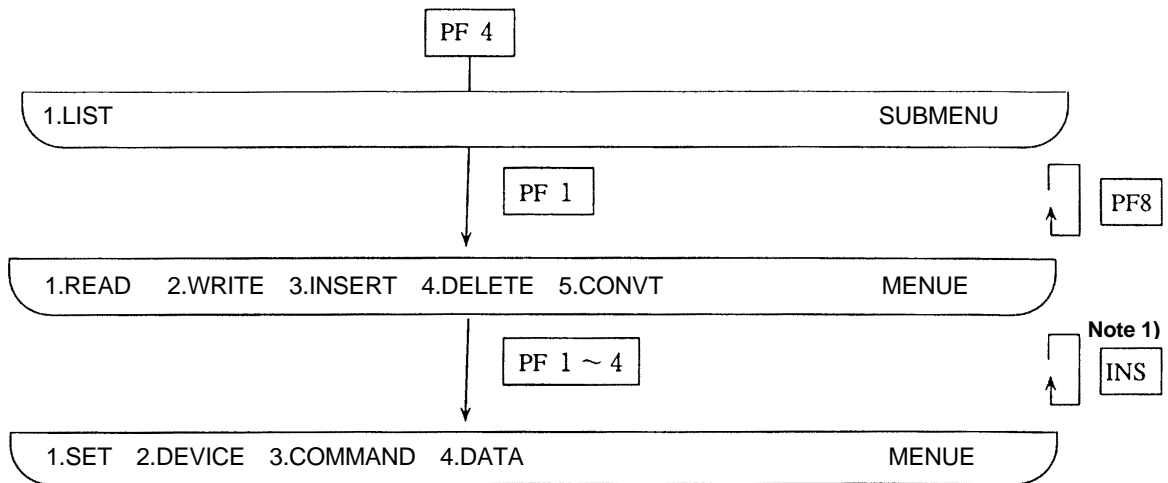 PF 4
1.LIST SUBMENU
PF 1
PF8
1.READ 2.WRITE 3.INSERT 4.DELETE 5.CONVT MENUE
Note 1)
PF 1 ~ 4
INS
1.SET 2.DEVICE 3.COMMAND 4.DATA MENUE